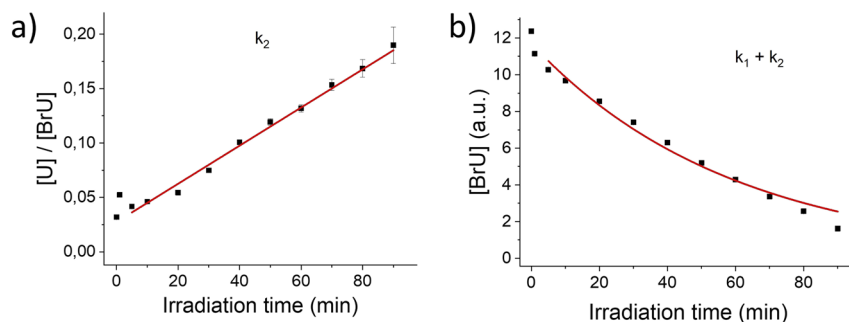 a)
k₂
0,20
0,15
0,10
0,05
0,00
[U] / [BrU]
0 20 40 60 80
Irradiation time (min)
b)
k₁ + k₂
12
10
8
6
4
2
0
[BrU] (a.u.)
0 20 40 60 80
Irradiation time (min)